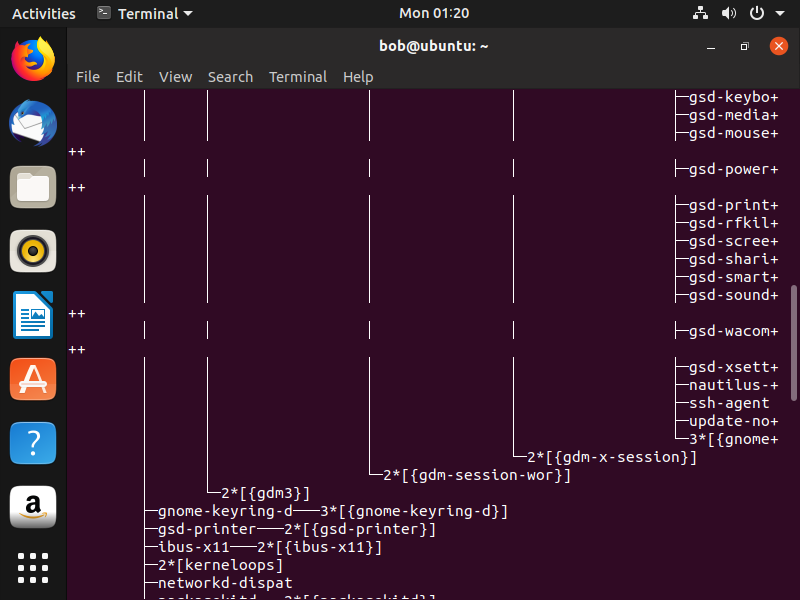 Activities Terminal Mon 01:20
bob@ubuntu: ~
File Edit View Search Terminal Help
│ │ │ │ ├─gsd-keybo+
│ │ │ │ ├─gsd-media+
│ │ │ │ ├─gsd-mouse+
++
│ │ │ │ ├─gsd-power+
++
│ │ │ │ ├─gsd-print+
│ │ │ │ ├─gsd-rfkil+
│ │ │ │ ├─gsd-scree+
│ │ │ │ ├─gsd-shari+
│ │ │ │ ├─gsd-smart+
│ │ │ │ ├─gsd-sound+
++
│ │ │ │ ├─gsd-wacom+
++
│ │ │ │ ├─gsd-xsett+
│ │ │ │ ├─nautilus-+
│ │ │ │ ├─ssh-agent
│ │ │ │ ├─update-no+
│ │ │ │ └─3*[{gnome+
│ │ │ └─2*[{gdm-x-session}]
│ │ └─2*[{gdm-session-wor}]
│ └─2*[{gdm3}]
├─gnome-keyring-d───3*[{gnome-keyring-d}]
├─gsd-printer───2*[{gsd-printer}]
├─ibus-x11───2*[{ibus-x11}]
├─2*[kerneloops]
├─networkd-dispat
├─packagekitd───2*[{packagekitd}]